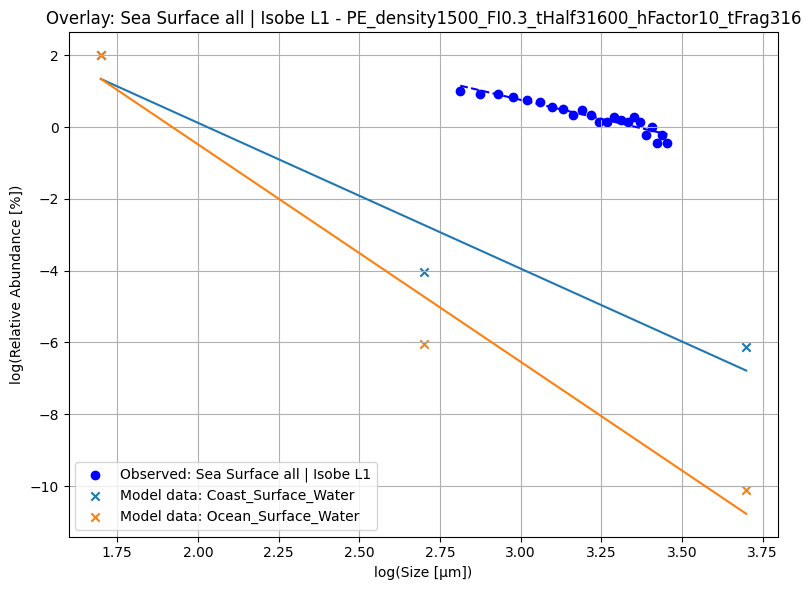 Overlay: Sea Surface all | Isobe L1 - PE_density1500_FI0.3_tHalf31600_hFactor10_tFrag316
log(Relative Abundance [%])
2
0
−2
−4
−6
−8
−10
Observed: Sea Surface all | Isobe L1
Model data: Coast_Surface_Water
Model data: Ocean_Surface_Water
1.75 2.00 2.25 2.50 2.75 3.00 3.25 3.50 3.75
log(Size [μm])